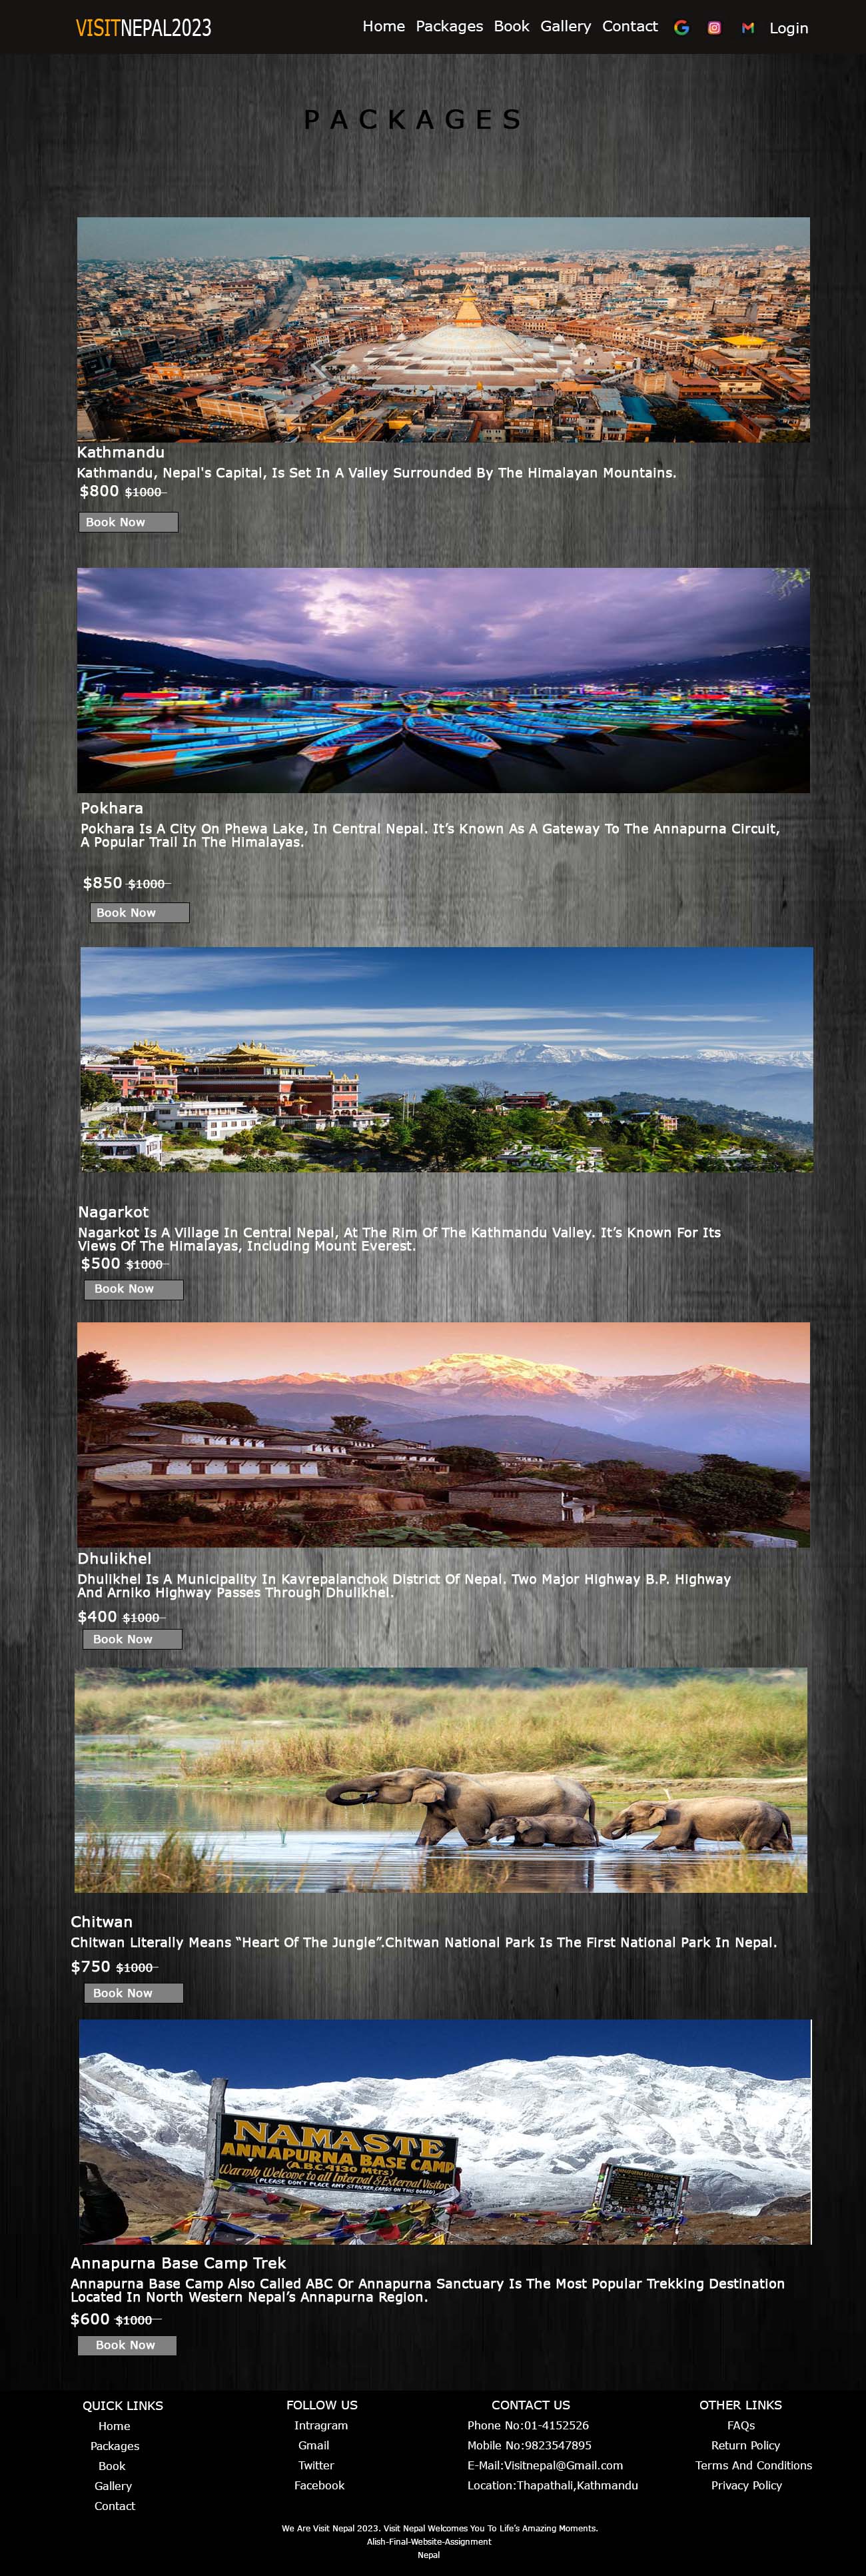 VISITNEPAL2023
Home Packages Book Gallery Contact Login
PACKAGES
Kathmandu
Kathmandu, Nepal's Capital, Is Set In A Valley Surrounded By The Himalayan Mountains.
$800 $1000
Book Now
Pokhara
Pokhara Is A City On Phewa Lake, In Central Nepal. It’s Known As A Gateway To The Annapurna Circuit,
A Popular Trail In The Himalayas.
$850 $1000
Book Now
Nagarkot
Nagarkot Is A Village In Central Nepal, At The Rim Of The Kathmandu Valley. It’s Known For Its
Views Of The Himalayas, Including Mount Everest.
$500 $1000
Book Now
Dhulikhel
Dhulikhel Is A Municipality In Kavrepalanchok District Of Nepal. Two Major Highway B.P. Highway
And Arniko Highway Passes Through Dhulikhel.
$400 $1000
Book Now
Chitwan
Chitwan Literally Means “Heart Of The Jungle”.Chitwan National Park Is The First National Park In Nepal.
$750 $1000
Book Now
NAMASTE
ANNAPURNA BASE CAMP
(A.B.C.4130 Mtrs)
Warmly Welcome to all Internal & External Visitor
(PLEASE DON'T PLACE ANY STRICKER CARDS ON THIS BOARD)
Annapurna Base Camp Trek
Annapurna Base Camp Also Called ABC Or Annapurna Sanctuary Is The Most Popular Trekking Destination
Located In North Western Nepal’s Annapurna Region.
$600 $1000
Book Now
QUICK LINKS
Home
Packages
Book
Gallery
Contact
FOLLOW US
Intragram
Gmail
Twitter
Facebook
CONTACT US
Phone No:01-4152526
Mobile No:9823547895
E-Mail:Visitnepal@Gmail.com
Location:Thapathali,Kathmandu
OTHER LINKS
FAQs
Return Policy
Terms And Conditions
Privacy Policy
We Are Visit Nepal 2023. Visit Nepal Welcomes You To Life’s Amazing Moments.
Alish-Final-Website-Assignment
Nepal